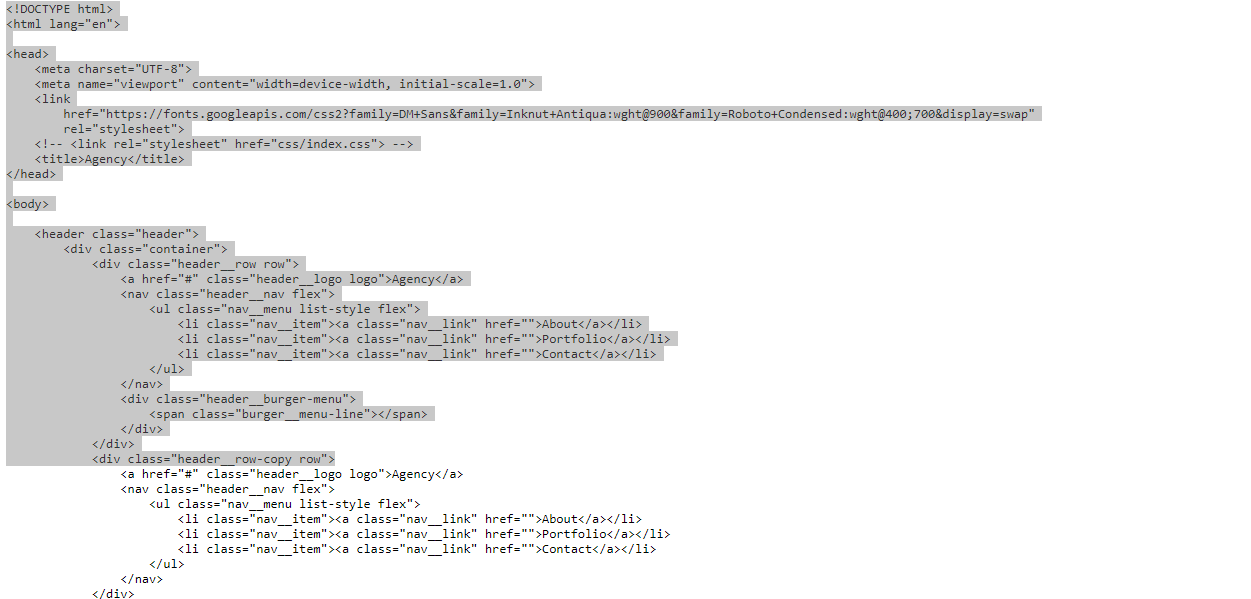 <!DOCTYPE html>
<html lang="en">
<head>
<meta charset="UTF-8">
<meta name="viewport" content="width=device-width, initial-scale=1.0">
<link
href="https://fonts.googleapis.com/css2?family=DM+Sans&family=Inknut+Antiqua:wght@900&family=Roboto+Condensed:wght@400;700&display=swap"
rel="stylesheet">
<!-- <link rel="stylesheet" href="css/index.css"> -->
<title>Agency</title>
</head>
<body>
<header class="header">
<div class="container">
<div class="header__row row">
<a href="#" class="header__logo logo">Agency</a>
<nav class="header__nav flex">
<ul class="nav__menu list-style flex">
<li class="nav__item"><a class="nav__link" href="">About</a></li>
<li class="nav__item"><a class="nav__link" href="">Portfolio</a></li>
<li class="nav__item"><a class="nav__link" href="">Contact</a></li>
</ul>
</nav>
<div class="header__burger-menu">
<span class="burger__menu-line"></span>
</div>
</div>
<div class="header__row-copy row">
<a href="#" class="header__logo logo">Agency</a>
<nav class="header__nav flex">
<ul class="nav__menu list-style flex">
<li class="nav__item"><a class="nav__link" href="">About</a></li>
<li class="nav__item"><a class="nav__link" href="">Portfolio</a></li>
<li class="nav__item"><a class="nav__link" href="">Contact</a></li>
</ul>
</nav>
</div>